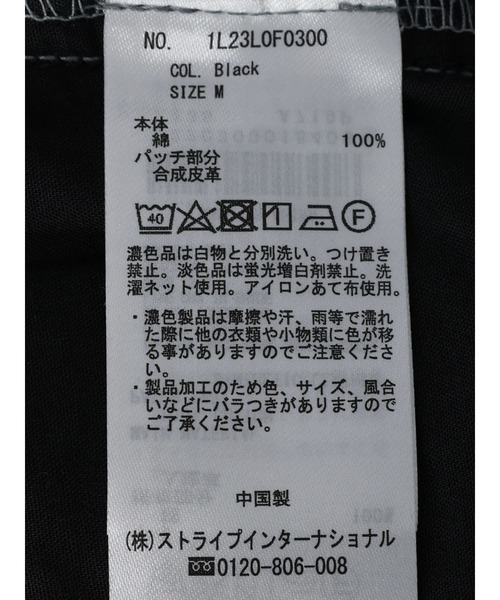 NO. 1L23L0F0300
COL. Black
SIZE M
本体
綿 100%
パッチ部分
合成皮革
40 F
濃色品は白物と分別洗い。つけ置き
禁止。淡色品は蛍光増白剤禁止。洗
濯ネット使用。アイロンあて布使用。
・濃色製品は摩擦や汗、雨等で濡れ
た際に他の衣類や小物類に色が移
る事がありますのでご注意くださ
い。
・製品加工のため色、サイズ、風合
いなどにバラつきがありますので
ご了承ください。
中国製
(株)ストライプインターナショナル
0120-806-008